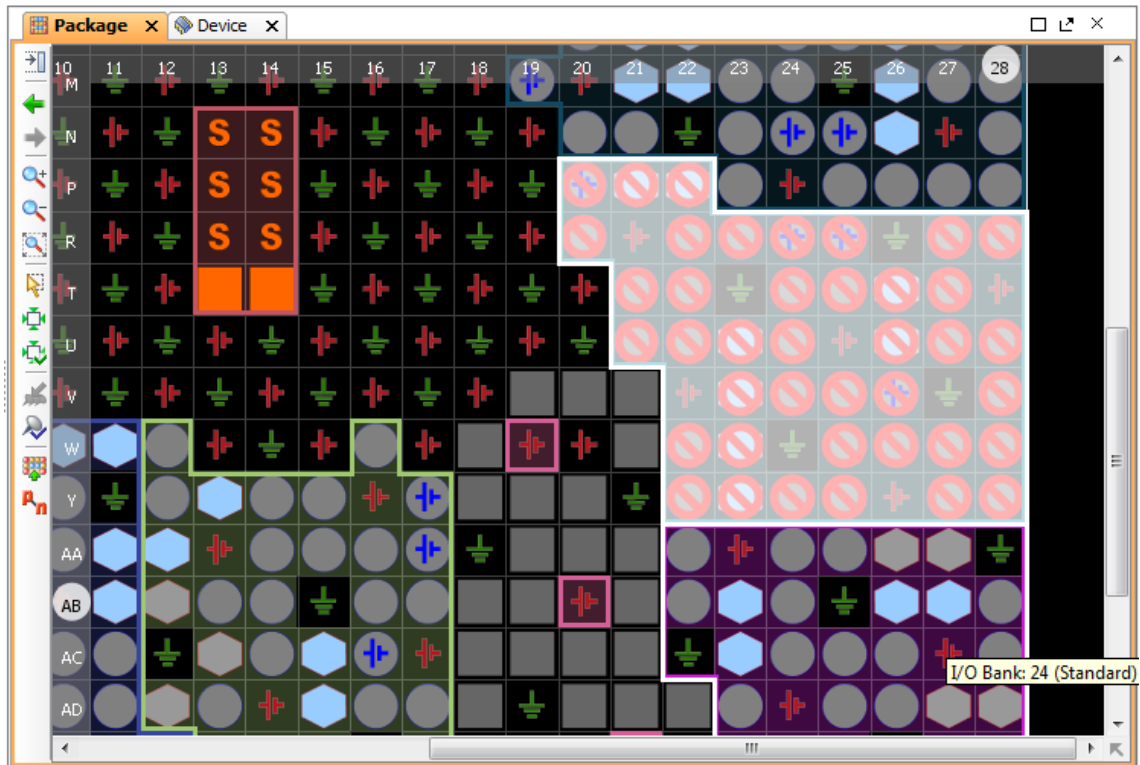 Package X Device X
10 11 12 13 14 15 16 17 18 19 20 21 22 23 24 25 26 27 28
M
N S S
P S S
R S S
T
U
V
W
Y
AA
AB
AC
I/O Bank: 24 (Standard)
AD